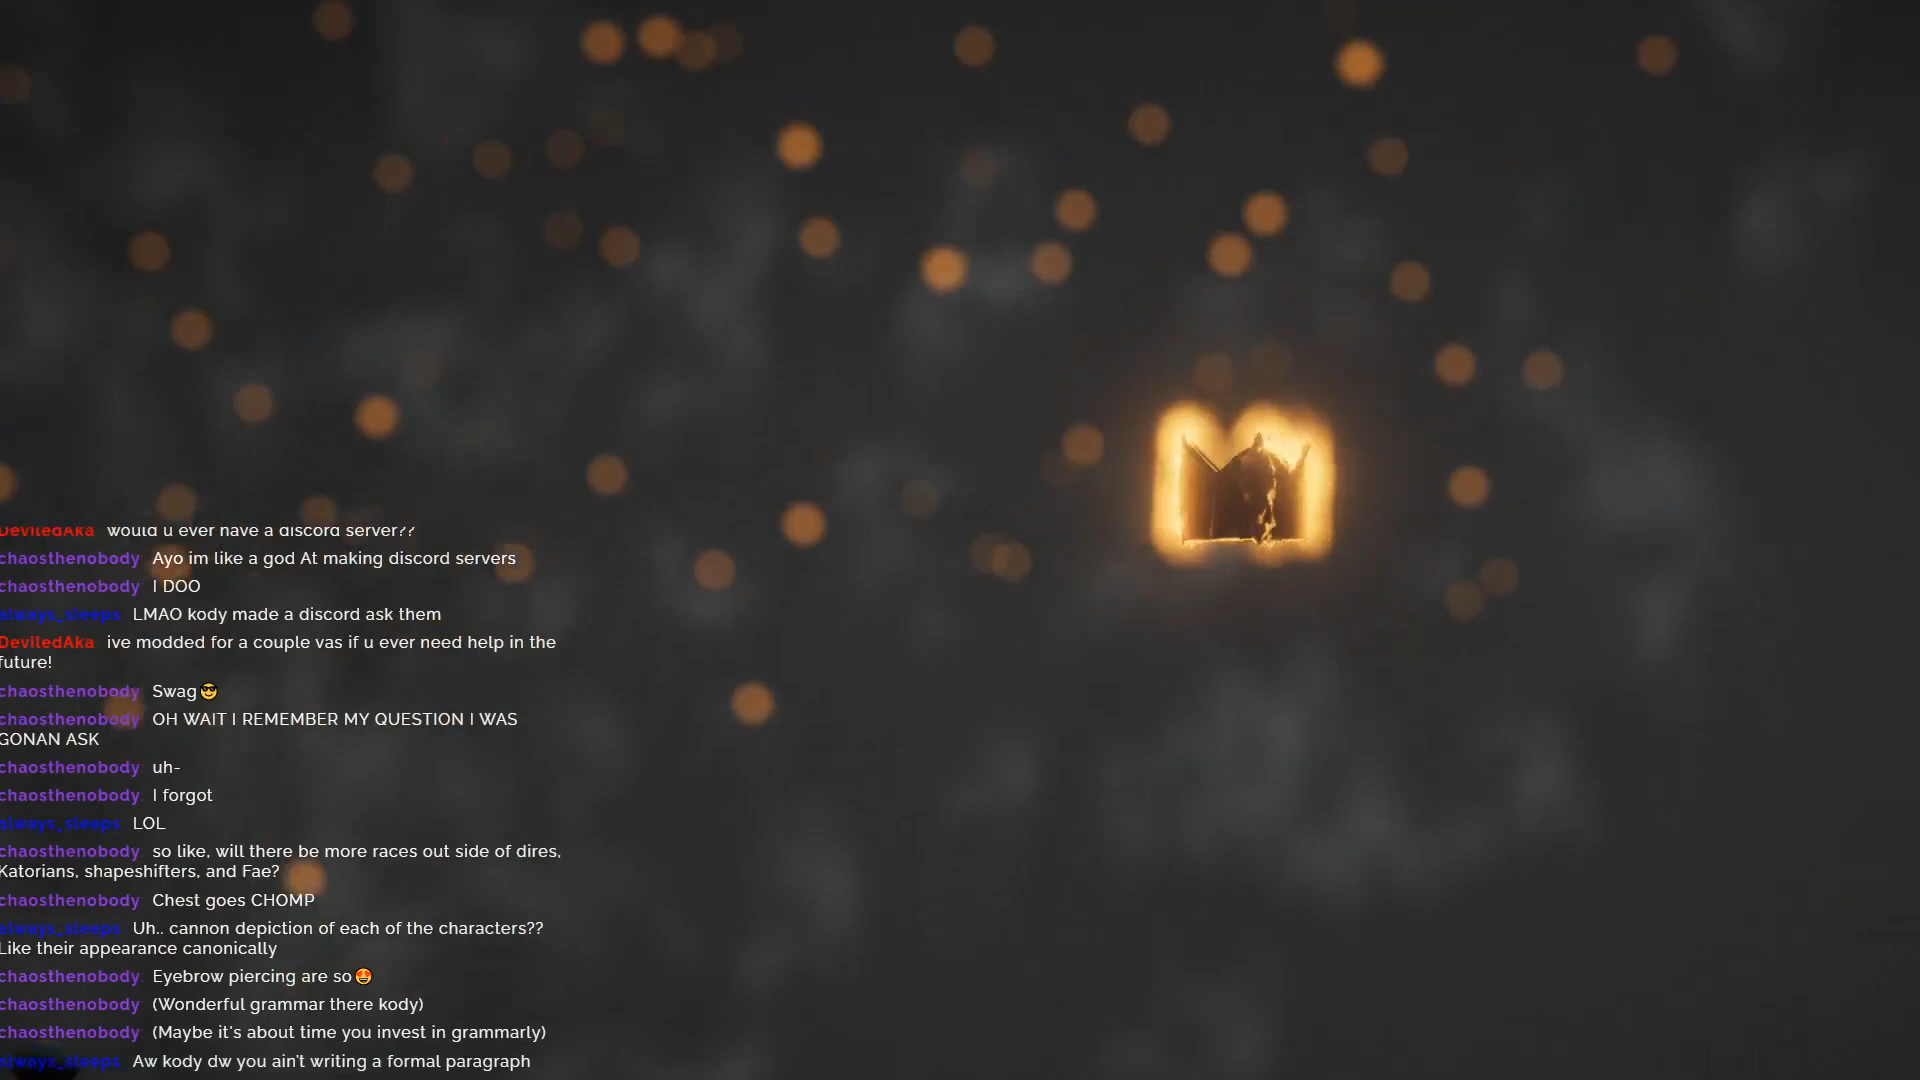 DeviledAka would u ever have a discord server??
chaosthenobody Ayo im like a god At making discord servers
chaosthenobody I DOO
always_sleeps LMAO kody made a discord ask them
DeviledAka ive modded for a couple vas if u ever need help in the
future!
chaosthenobody Swag😎
chaosthenobody OH WAIT I REMEMBER MY QUESTION I WAS
GONAN ASK
chaosthenobody uh-
chaosthenobody I forgot
always_sleeps LOL
chaosthenobody so like, will there be more races out side of dires,
Katorians, shapeshifters, and Fae?
chaosthenobody Chest goes CHOMP
always_sleeps Uh.. cannon depiction of each of the characters??
Like their appearance canonically
chaosthenobody Eyebrow piercing are so😍
chaosthenobody (Wonderful grammar there kody)
chaosthenobody (Maybe it's about time you invest in grammarly)
always_sleeps Aw kody dw you ain't writing a formal paragraph